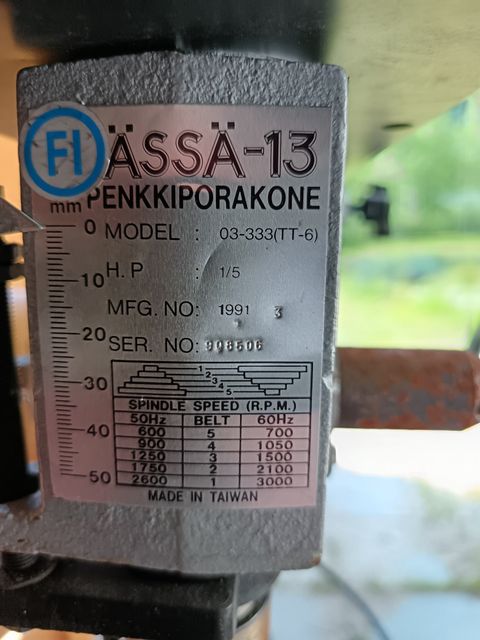 FI
ÄSSÄ-13
PENKKIPORAKONE
mm
0
10
20
30
40
50
MODEL : 03-333(TT-6)
H.P : 1/5
MFG. NO: 1991 3
SER. NO: 908506
1
2
3
4
5
SPINDLE SPEED (R.P.M.)
50Hz BELT 60Hz
600 5 700
900 4 1050
1250 3 1500
1750 2 2100
2600 1 3000
MADE IN TAIWAN